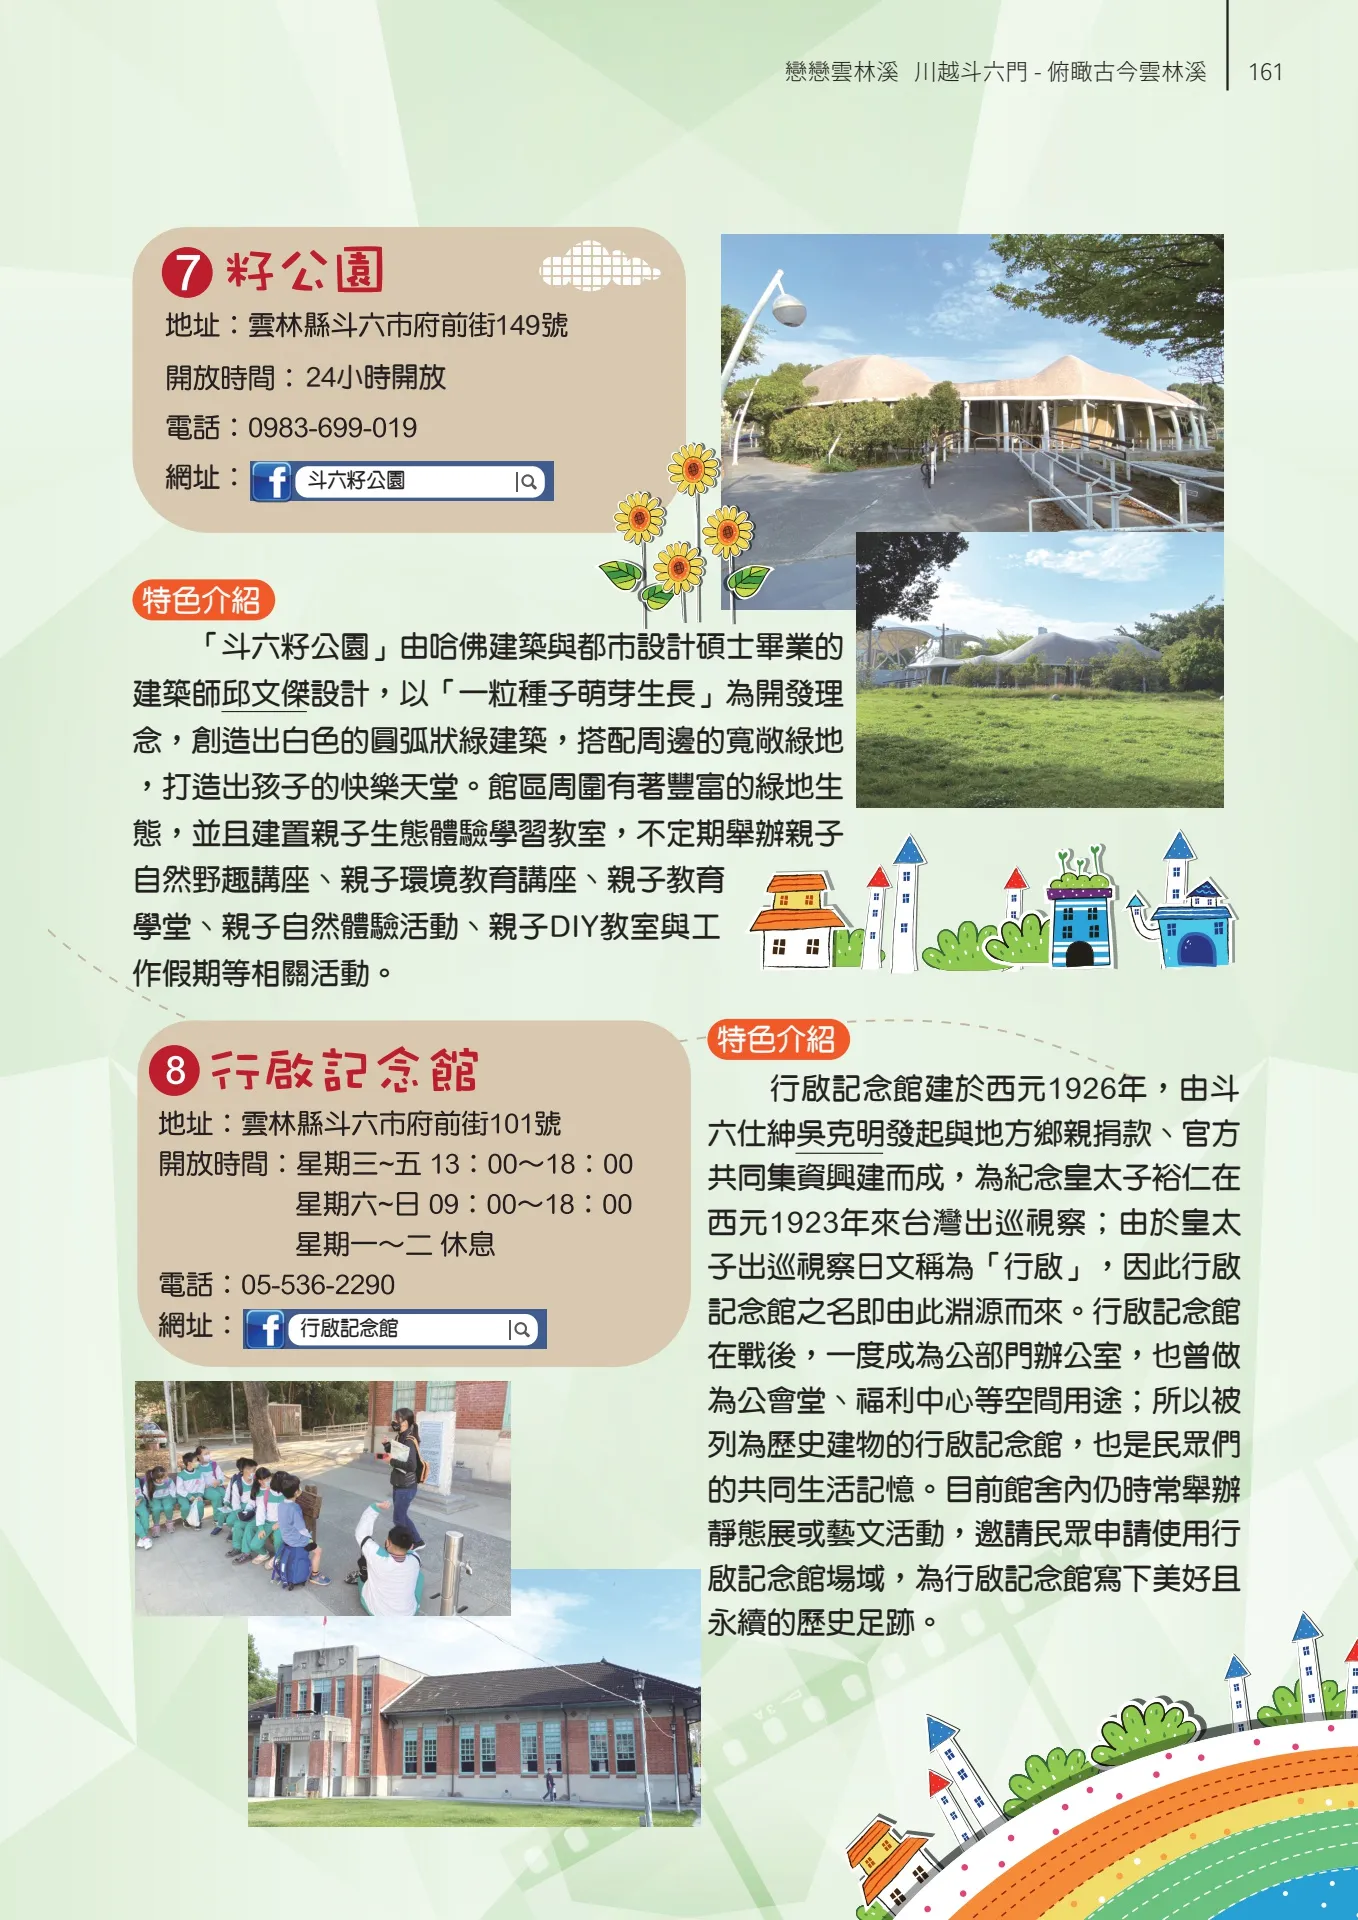 戀戀雲林溪 川越斗六門 - 俯瞰古今雲林溪 161
7 籽公園
地址：雲林縣斗六市府前街149號
開放時間：24小時開放
電話：0983-699-019
網址：f 斗六籽公園
特色介紹
「斗六籽公園」由哈佛建築與都市設計碩士畢業的
建築師邱文傑設計，以「一粒種子萌芽生長」為開發理
念，創造出白色的圓弧狀綠建築，搭配周邊的寬敞綠地
，打造出孩子的快樂天堂。館區周圍有著豐富的綠地生
態，並且建置親子生態體驗學習教室，不定期舉辦親子
自然野趣講座、親子環境教育講座、親子教育
學堂、親子自然體驗活動、親子DIY教室與工
作假期等相關活動。
8 行啟記念館
地址：雲林縣斗六市府前街101號
開放時間：星期三~五 13：00～18：00
星期六~日 09：00～18：00
星期一～二 休息
電話：05-536-2290
網址：f 行啟記念館
特色介紹
行啟記念館建於西元1926年，由斗
六仕紳吳克明發起與地方鄉親捐款、官方
共同集資興建而成，為紀念皇太子裕仁在
西元1923年來台灣出巡視察；由於皇太
子出巡視察日文稱為「行啟」，因此行啟
記念館之名即由此淵源而來。行啟記念館
在戰後，一度成為公部門辦公室，也曾做
為公會堂、福利中心等空間用途；所以被
列為歷史建物的行啟記念館，也是民眾們
的共同生活記憶。目前館舍內仍時常舉辦
靜態展或藝文活動，邀請民眾申請使用行
啟記念館場域，為行啟記念館寫下美好且
永續的歷史足跡。